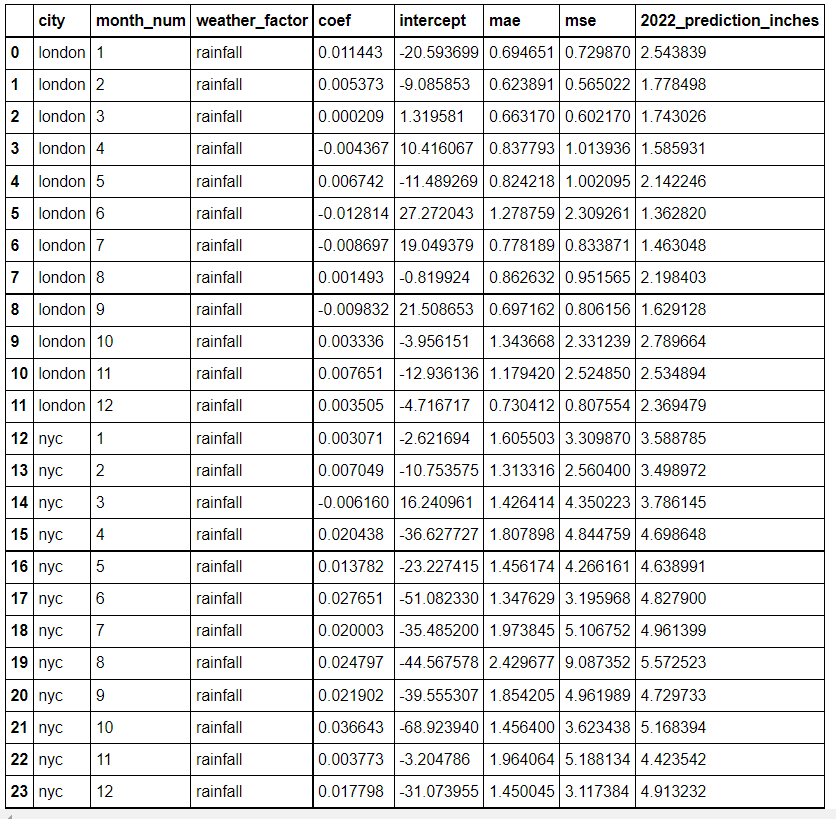 city month_num weather_factor coef intercept mae mse 2022_prediction_inches
0 london 1 rainfall 0.011443 -20.593699 0.694651 0.729870 2.543839
1 london 2 rainfall 0.005373 -9.085853 0.623891 0.565022 1.778498
2 london 3 rainfall 0.000209 1.319581 0.663170 0.602170 1.743026
3 london 4 rainfall -0.004367 10.416067 0.837793 1.013936 1.585931
4 london 5 rainfall 0.006742 -11.489269 0.824218 1.002095 2.142246
5 london 6 rainfall -0.012814 27.272043 1.278759 2.309261 1.362820
6 london 7 rainfall -0.008697 19.049379 0.778189 0.833871 1.463048
7 london 8 rainfall 0.001493 -0.819924 0.862632 0.951565 2.198403
8 london 9 rainfall -0.009832 21.508653 0.697162 0.806156 1.629128
9 london 10 rainfall 0.003336 -3.956151 1.343668 2.331239 2.789664
10 london 11 rainfall 0.007651 -12.936136 1.179420 2.524850 2.534894
11 london 12 rainfall 0.003505 -4.716717 0.730412 0.807554 2.369479
12 nyc 1 rainfall 0.003071 -2.621694 1.605503 3.309870 3.588785
13 nyc 2 rainfall 0.007049 -10.753575 1.313316 2.560400 3.498972
14 nyc 3 rainfall -0.006160 16.240961 1.426414 4.350223 3.786145
15 nyc 4 rainfall 0.020438 -36.627727 1.807898 4.844759 4.698648
16 nyc 5 rainfall 0.013782 -23.227415 1.456174 4.266161 4.638991
17 nyc 6 rainfall 0.027651 -51.082330 1.347629 3.195968 4.827900
18 nyc 7 rainfall 0.020003 -35.485200 1.973845 5.106752 4.961399
19 nyc 8 rainfall 0.024797 -44.567578 2.429677 9.087352 5.572523
20 nyc 9 rainfall 0.021902 -39.555307 1.854205 4.961989 4.729733
21 nyc 10 rainfall 0.036643 -68.923940 1.456400 3.623438 5.168394
22 nyc 11 rainfall 0.003773 -3.204786 1.964064 5.188134 4.423542
23 nyc 12 rainfall 0.017798 -31.073955 1.450045 3.117384 4.913232